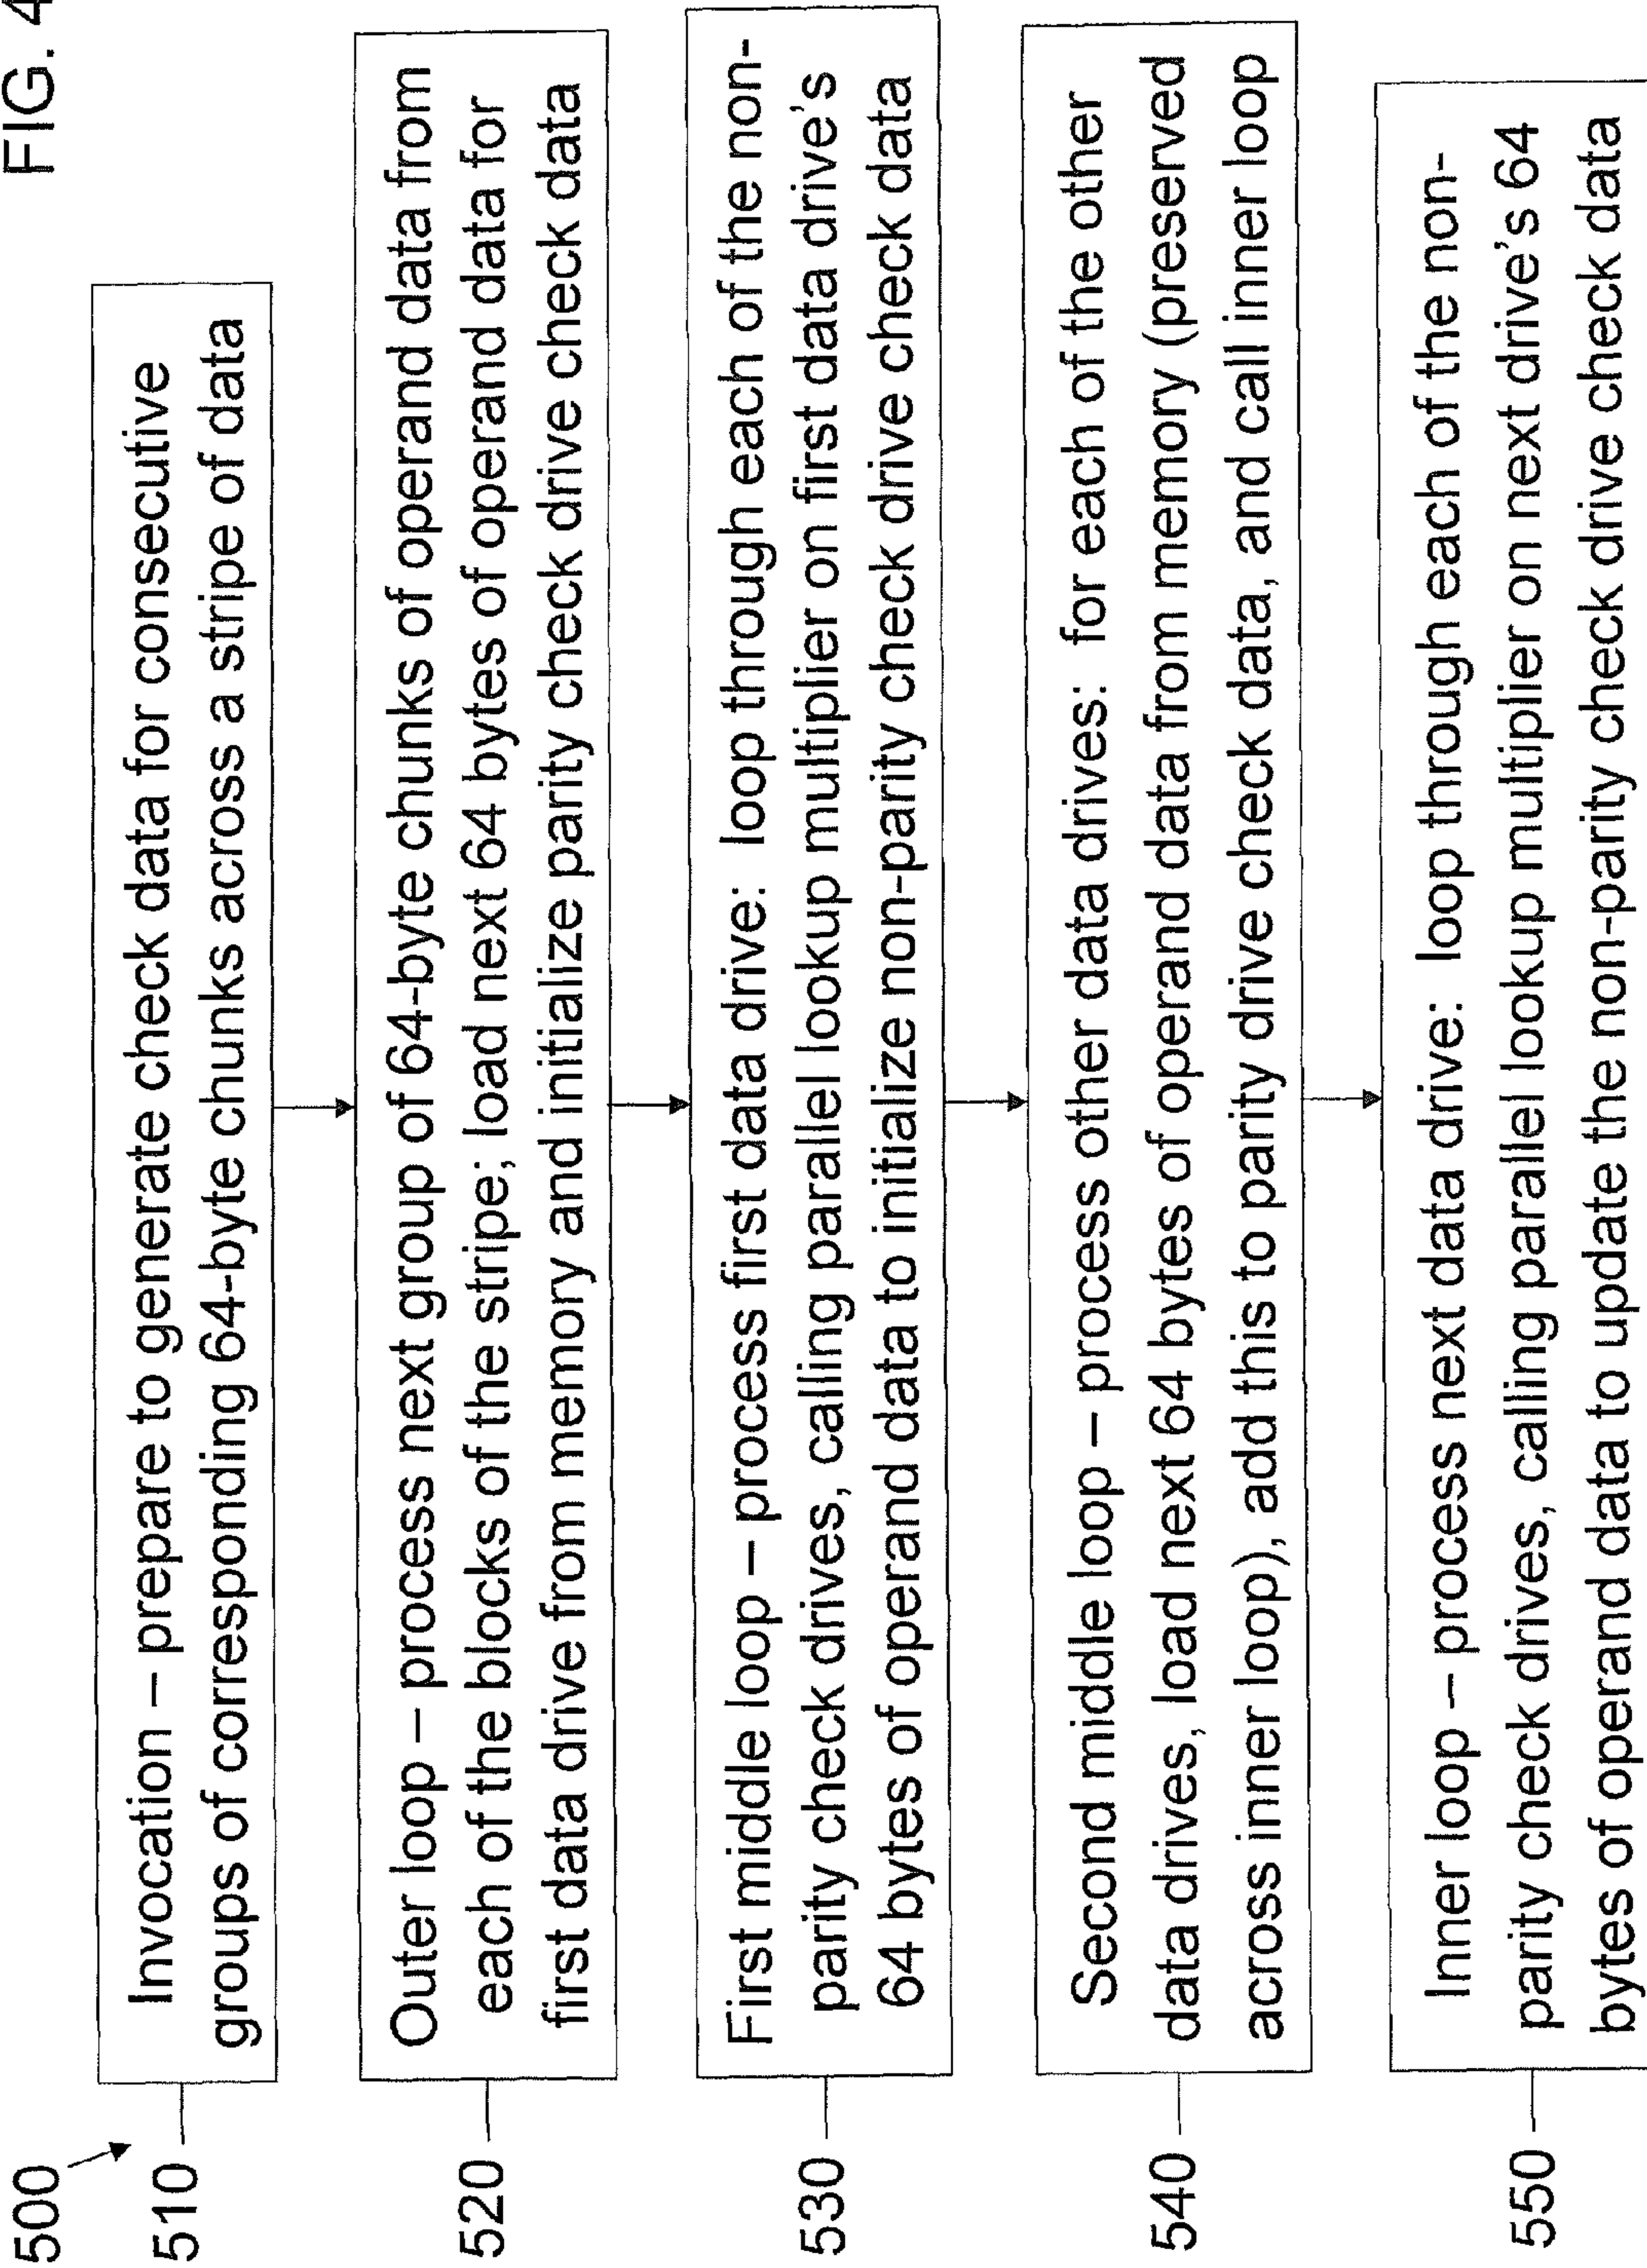 FIG. 4
500
510
Invocation – prepare to generate check data for consecutive
groups of corresponding 64-byte chunks across a stripe of data
520
Outer loop – process next group of 64-byte chunks of operand data from
each of the blocks of the stripe; load next 64 bytes of operand data for
first data drive from memory and initialize parity check drive check data
530
First middle loop – process first data drive: loop through each of the non-
parity check drives, calling parallel lookup multiplier on first data drive's
64 bytes of operand data to initialize non-parity check drive check data
540
Second middle loop – process other data drives: for each of the other
data drives, load next 64 bytes of operand data from memory (preserved
across inner loop), add this to parity drive check data, and call inner loop
550
Inner loop – process next data drive: loop through each of the non-
parity check drives, calling parallel lookup multiplier on next drive's 64
bytes of operand data to update the non-parity check drive check data